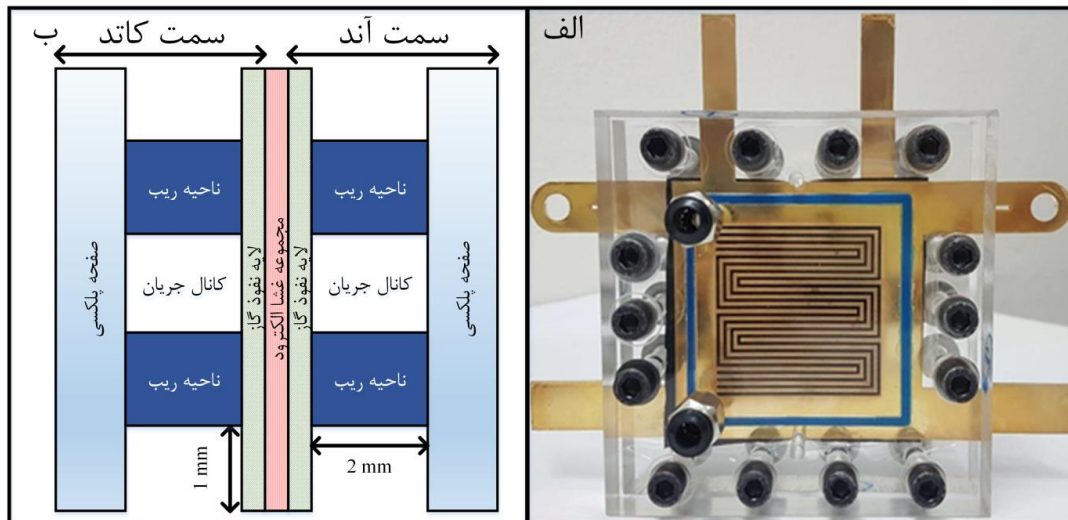 الف
ب
سمت آند
سمت کاتد
ناحیه ریب
ناحیه ریب
کانال جریان
کانال جریان
ناحیه ریب
ناحیه ریب
صفحه پلکسی
لایه نفوذ گاز
مجموعه غشا الکترود
لایه نفوذ گاز
صفحه پلکسی
2 mm
1 mm